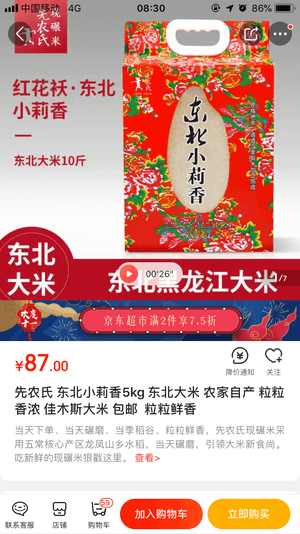 中国移动 4G 08:30 86%
先农氏
现碾米
红花袄·东北
小莉香
东北大米10斤
东北小莉香
东北
大米
东北黑龙江大米
00'26"
/7
京东超市满2件享7.5折
¥87.00
降价通知
关注
先农氏 东北小莉香5kg 东北大米 农家自产 粒粒
香浓 佳木斯大米 包邮 粒粒鲜香
当天下单、当天碾磨、当季稻谷、粒粒鲜香，先农氏现碾米采
用五常核心产区龙凤山乡水稻，当天碾磨，引领大米新食尚。
吃新鲜的现碾米狠戳这里。 查看>
59
联系客服
店铺
购物车
加入购物车
立即购买